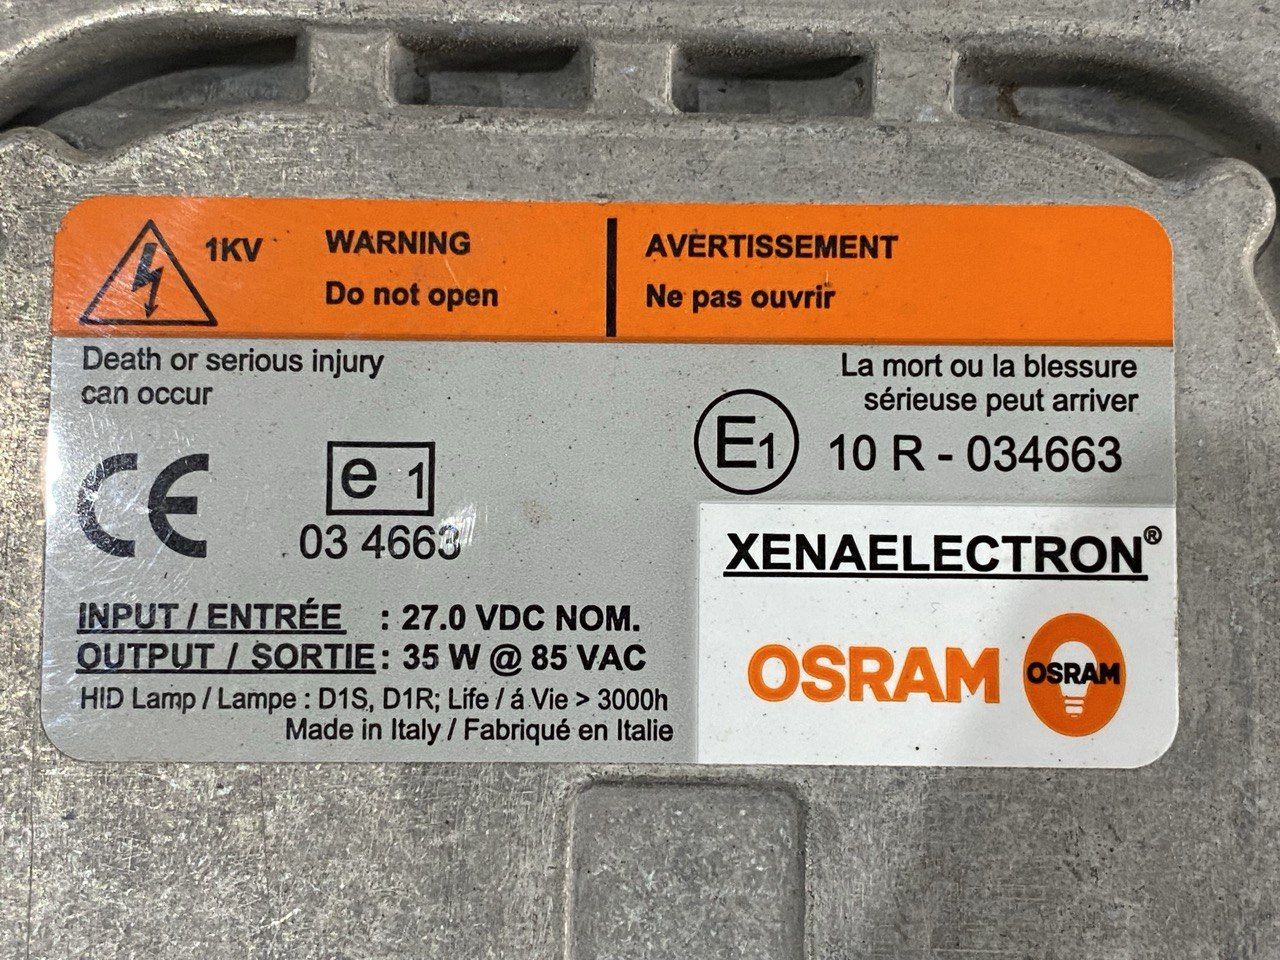 1KV WARNING
Do not open
AVERTISSEMENT
Ne pas ouvrir
Death or serious injury
can occur
La mort ou la blessure
sérieuse peut arriver
CE
e 1
03 4663
E1 10 R - 034663
XENAELECTRON®
INPUT / ENTRÉE : 27.0 VDC NOM.
OUTPUT / SORTIE : 35 W @ 85 VAC
HID Lamp / Lampe : D1S, D1R; Life / á Vie > 3000h
Made in Italy / Fabriqué en Italie
OSRAM
OSRAM